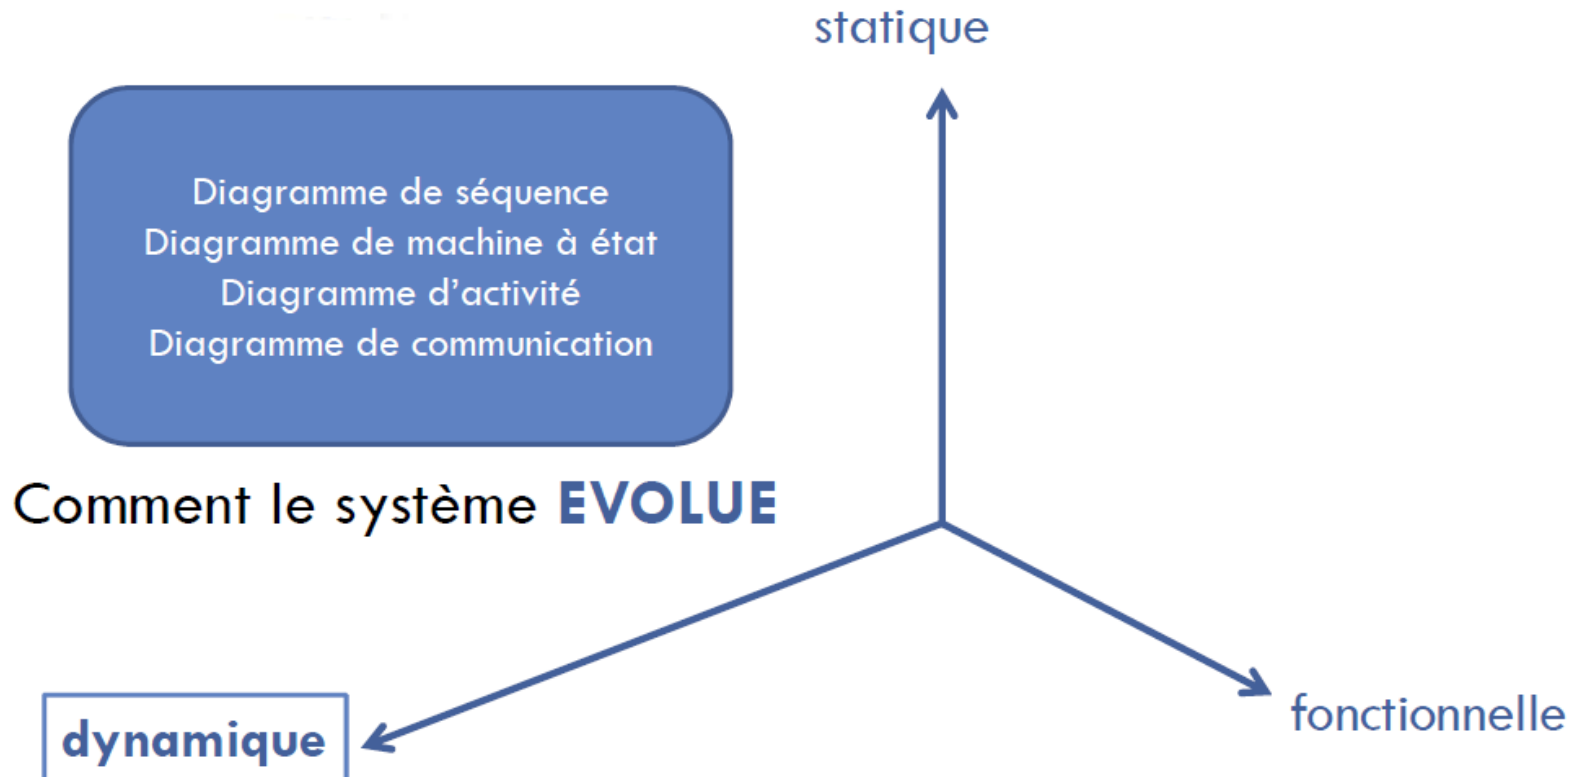 statique
Diagramme de séquence
Diagramme de machine à état
Diagramme d’activité
Diagramme de communication
Comment le système EVOLUE
dynamique
fonctionnelle